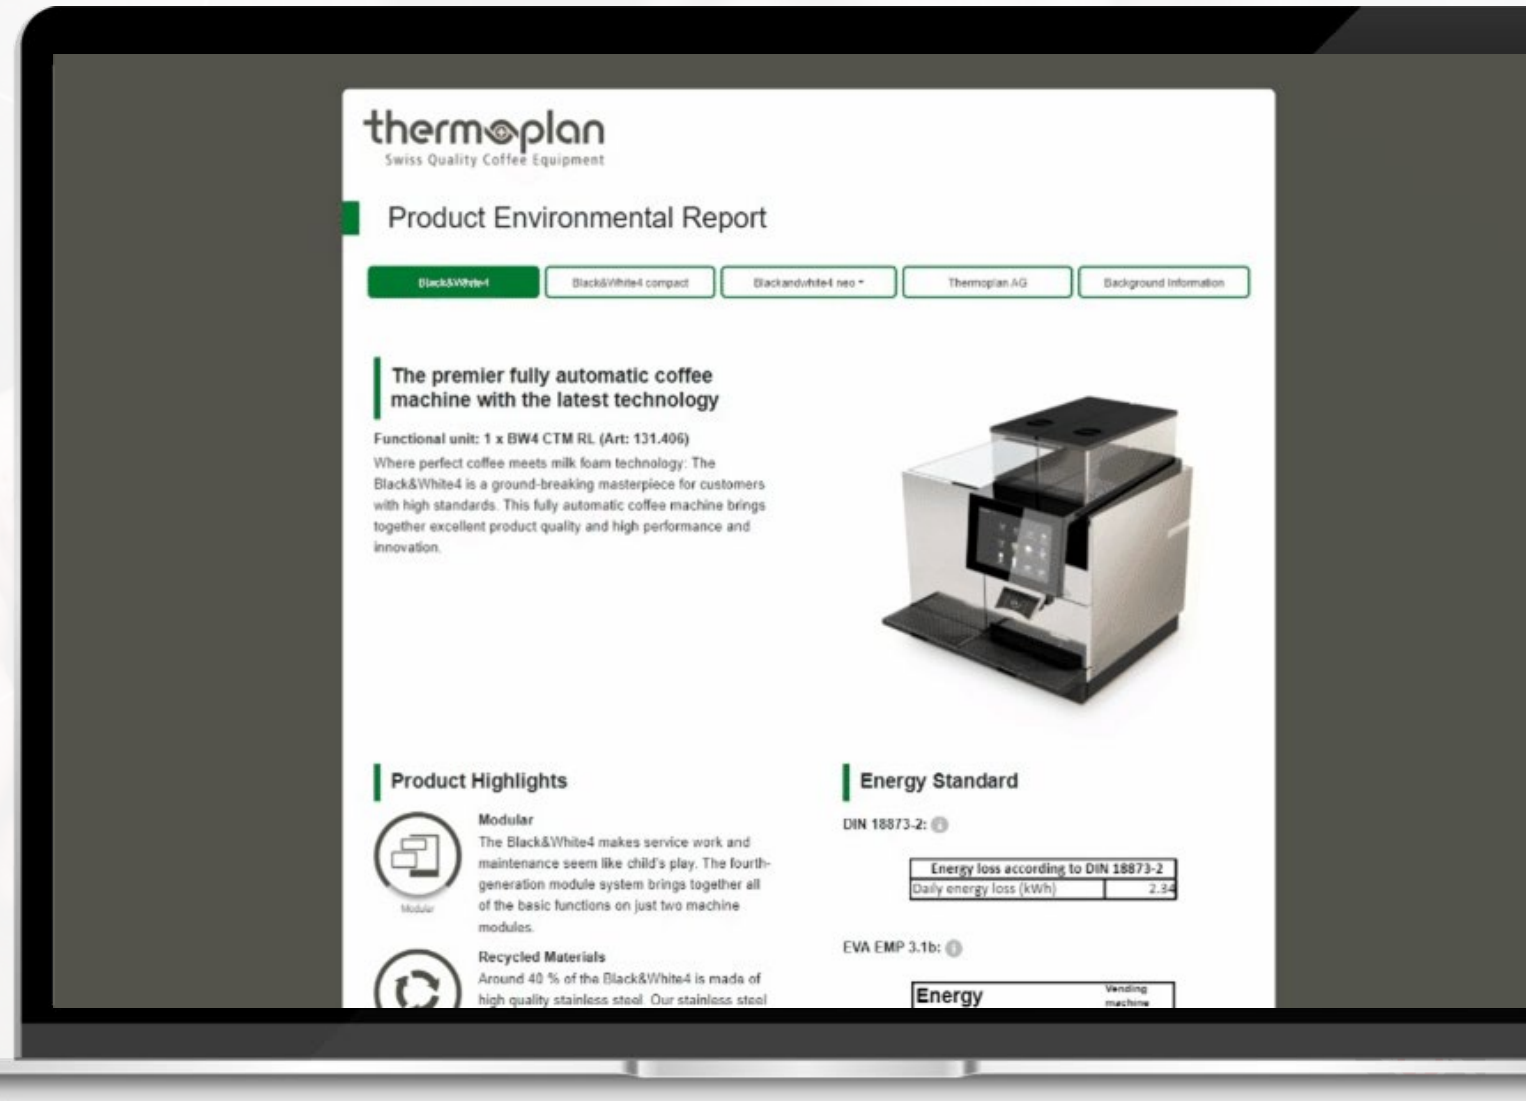 thermoplan
Swiss Quality Coffee Equipment
Product Environmental Report
Black&White4
Black&White4 compact
Blackandwhite4 neo
Thermoplan AG
Background Information
The premier fully automatic coffee
machine with the latest technology
Functional unit: 1 x BW4 CTM RL (Art: 131.406)
Where perfect coffee meets milk foam technology: The
Black&White4 is a ground-breaking masterpiece for customers
with high standards. This fully automatic coffee machine brings
together excellent product quality and high performance and
innovation.
Product Highlights
Modular
Modular
The Black&White4 makes service work and
maintenance seem like child's play. The fourth-
generation module system brings together all
of the basic functions on just two machine
modules.
Recycled Materials
Around 40 % of the Black&White4 is made of
high quality stainless steel. Our stainless steel
Energy Standard
DIN 18873-2:
Energy loss according to DIN 18873-2
Daily energy loss (kWh) 2.34
EVA EMP 3.1b:
Energy
Vending
machine